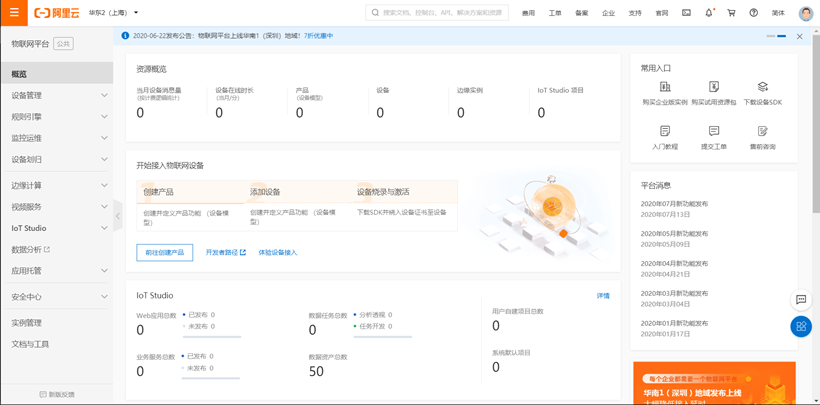 阿里云
华东2（上海）
搜索文档、控制台、API、解决方案和资源
费用 工单 备案 企业 支持 官网 简体
物联网平台 公共
2020-06-22发布公告：物联网平台上线华南1（深圳）地域！7折优惠中
概览
设备管理
规则引擎
监控运维
设备划归
边缘计算
视频服务
IoT Studio
数据分析
应用托管
安全中心
实例管理
文档与工具
新版反馈
资源概览
当月设备消息量
(按计费逻辑统计)
0
设备在线时长
(当月/分)
0
产品
(设备模型)
0
设备
0
边缘实例
0
IoT Studio 项目
0
开始接入物联网设备
创建产品
创建并定义产品功能 （设备模型）
添加设备
创建并定义产品功能 （设备模型）
设备烧录与激活
下载SDK并纳入设备证书至设备
前往创建产品
开发者路径
体验设备接入
IoT Studio
详情
Web应用总数
0
已发布 0
未发布 0
数据任务总数
0
分析透视 0
任务开发 0
用户自建项目总数
0
业务服务总数
0
已发布 0
未发布 0
数据资产总数
50
系统默认项目
0
常用入口
购买企业版实例
购买试用资源包
下载设备SDK
入门教程
提交工单
售前咨询
平台消息
2020年07月新功能发布
2020年07月13日
2020年05月新功能发布
2020年05月09日
2020年04月新功能发布
2020年04月21日
2020年03月新功能发布
2020年03月04日
2020年01月新功能发布
2020年01月17日
每个企业都需要一个物联网平台
华南1（深圳）地域发布上线